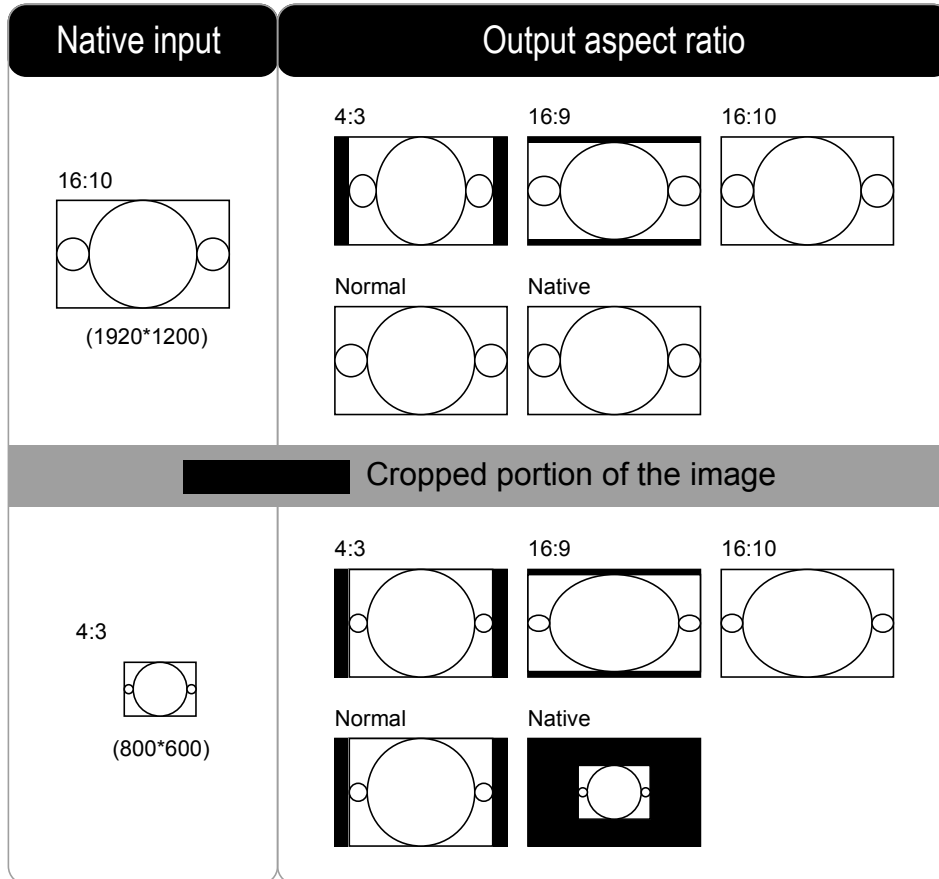 Native input
Output aspect ratio
16:10
(1920*1200)
4:3
16:9
16:10
Normal
Native
Cropped portion of the image
4:3
(800*600)
4:3
16:9
16:10
Normal
Native